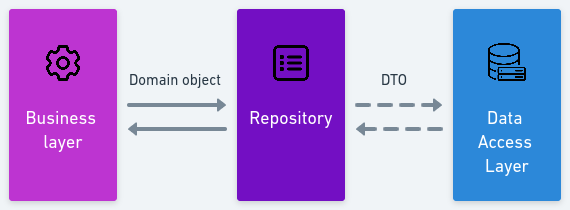 Business
layer
Domain object
Repository
DTO
Data
Access
Layer